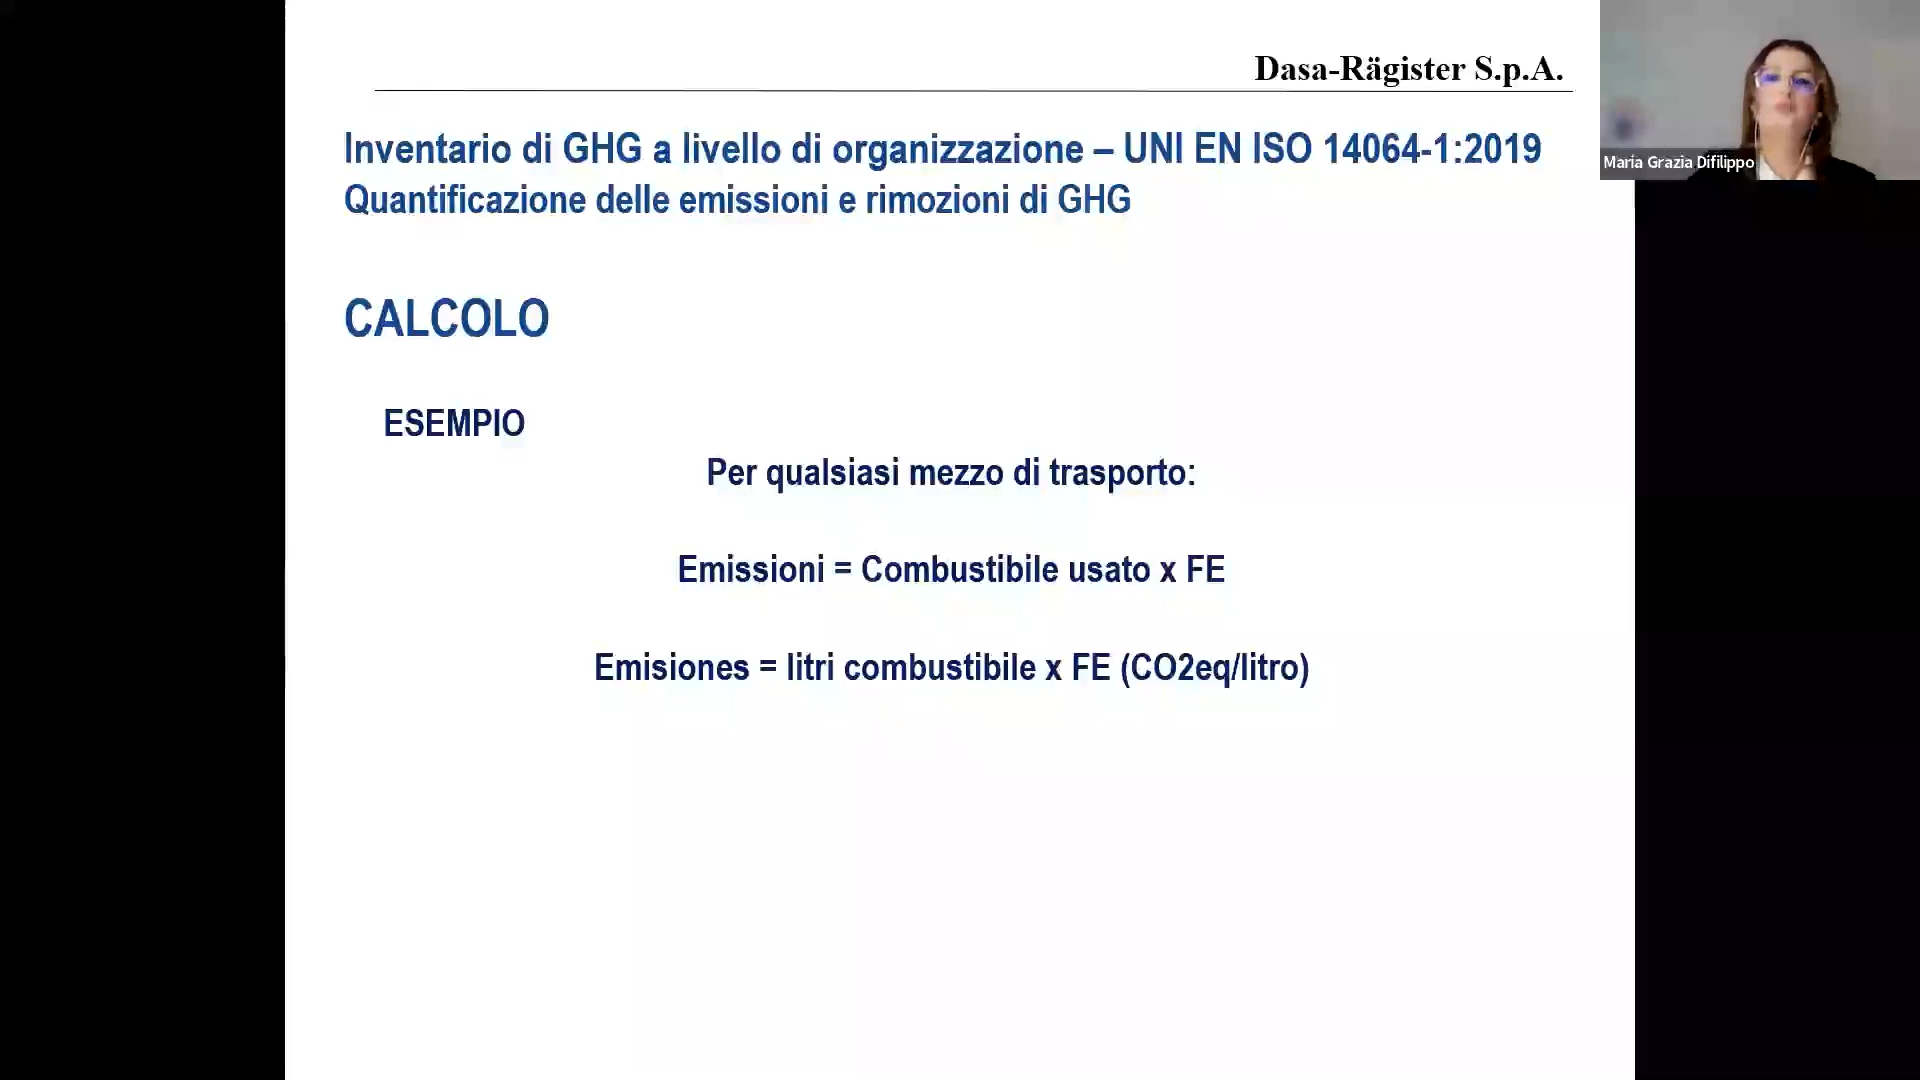 Dasa-Rägister S.p.A.
Inventario di GHG a livello di organizzazione – UNI EN ISO 14064-1:2019
Quantificazione delle emissioni e rimozioni di GHG
CALCOLO
ESEMPIO
Per qualsiasi mezzo di trasporto:
Emissioni = Combustibile usato x FE
Emisiones = litri combustibile x FE (CO2eq/litro)
Maria Grazia Difilippo